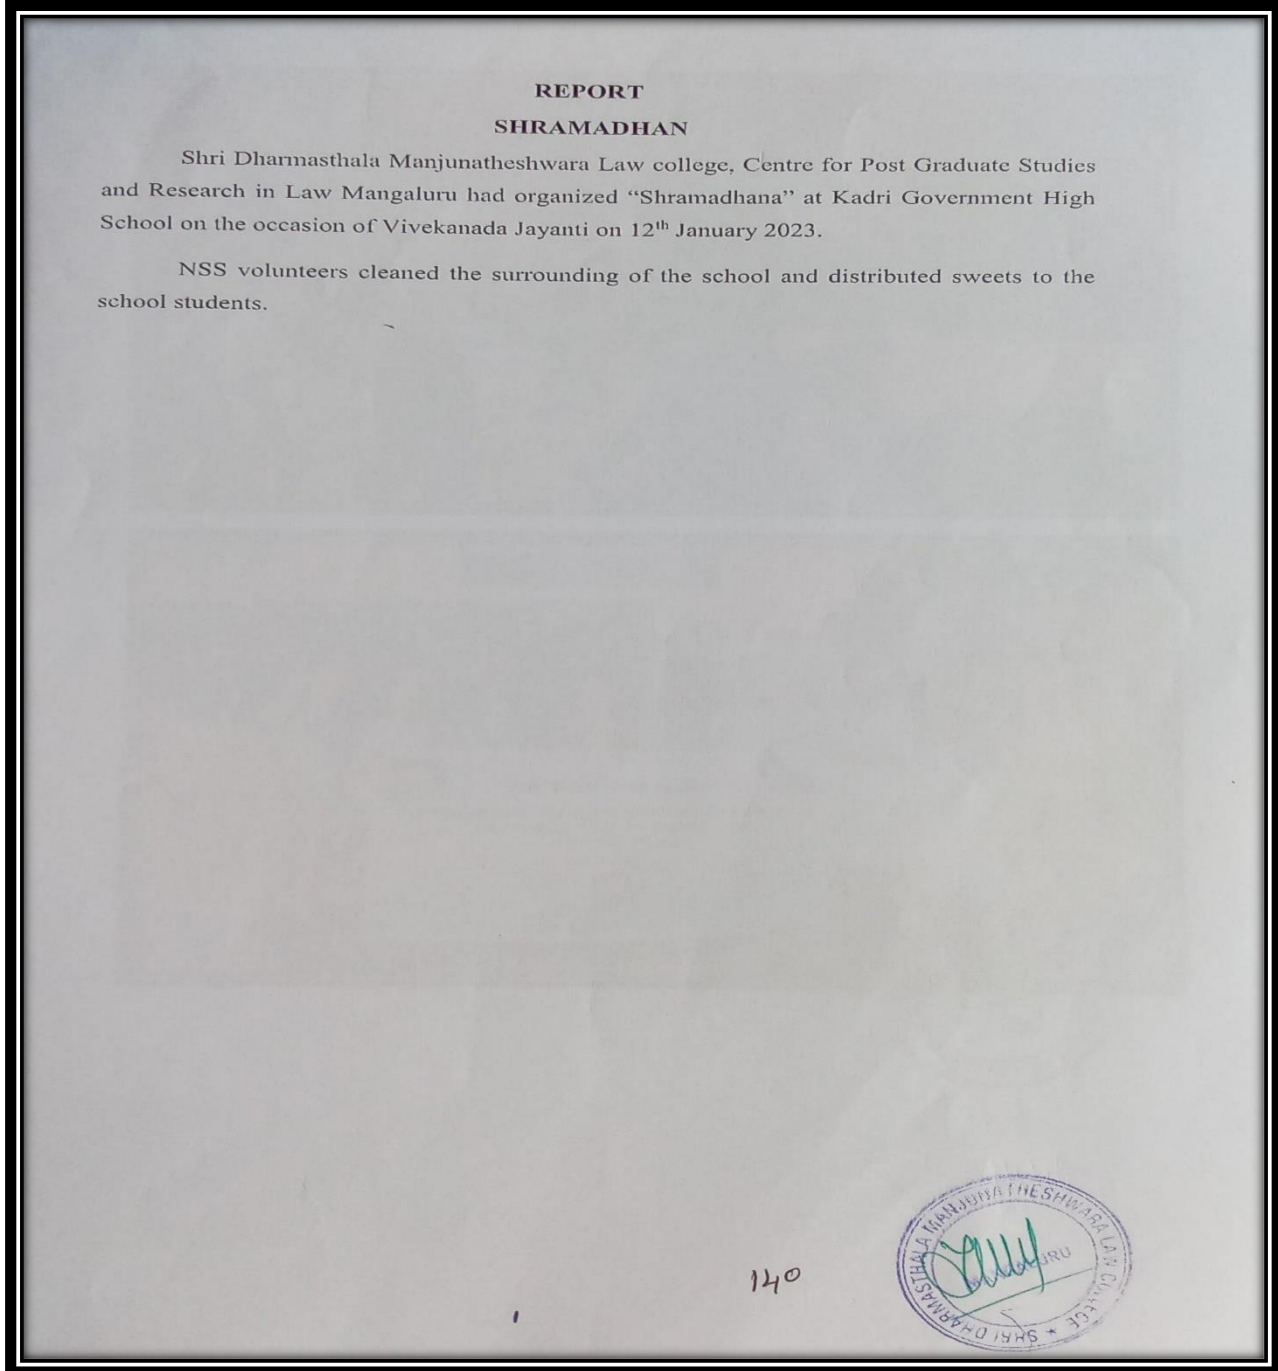 REPORT
SHRAMADHAN
Shri Dharmasthala Manjunatheshwara Law college, Centre for Post Graduate Studies
and Research in Law Mangaluru had organized “Shramadhana” at Kadri Government High
School on the occasion of Vivekanada Jayanti on 12th January 2023.
NSS volunteers cleaned the surrounding of the school and distributed sweets to the
school students.
140
SHRI DHARMASTHALA MANJUNATHESHWARA LAW COLLEGE ★